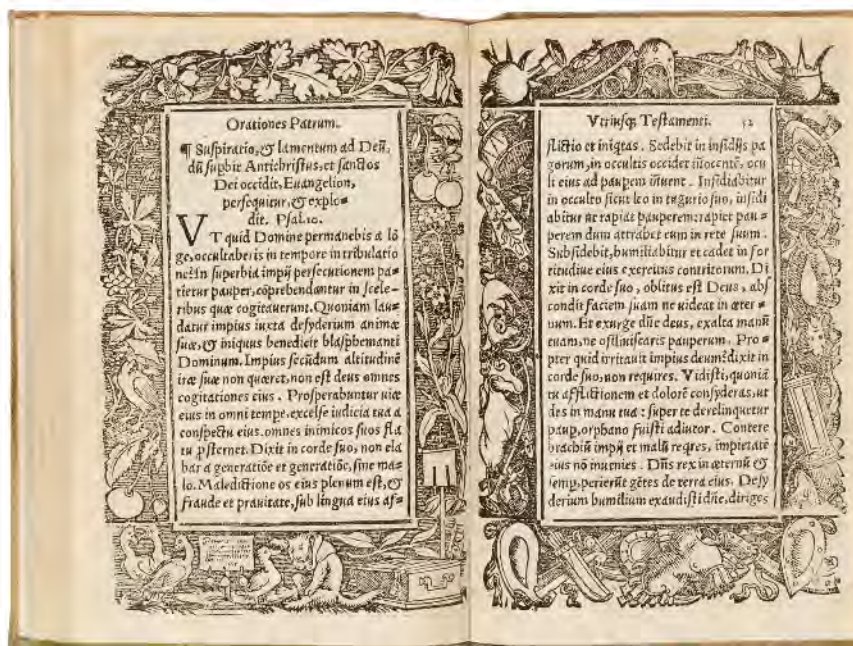 Orationes Patrum.
¶ Suspiratio, & lamentum ad Deū,
dū supbit Antichristus, et sanctos
Dei occidit, Euangelion,
persequitur, & explo=
dit. Psal. 10.
VT quid Domine permanebis a lō
ge, occultaberis in tempore in tribulatio
ne? In superbia impij persecutionem pa=
tietur pauper, cōprehendantur in scele=
ribus quæ cogitauerunt. Quoniam lau=
datur impius iuxta desyderium animæ
suæ, & iniquus benedicit blasphemanti
Dominum. Impius secūdum altitudinē
iræ suæ non quæret, non est deus omnes
cogitationes eius. Prosperabuntur uiæ
eius in omni tempe, excelse iudicia tua a
conspectu eius. omnes inimicos suos fla
tu psternet. Dixit in corde suo, non ela
bar a generatiōe et generatiōe, sine ma=
lo. Maledictione os eius plenum est, &
fraude et prauitate, sub lingua eius af=
Vtriusq; Testamenti. 52
flictio et iniqtas. Sedebit in insidijs pa
gorum, in occultis occidet īnocentē, ocu
li eius ad paupem ītuent. Insidiabitur
in occulto sicut leo in tugurio suo, insidi
abitur ut rapiat pauperem: rapiet pau=
perem dum attrahet eum in rete suum.
Subsidebit, humiliabitur et cadet in for
titudine eius exercitus contritorum. Di
xit in corde suo, oblitus est Deus, abs
condit faciem suam ne uideat in æter=
num. Et exurge dñe deus, exalta manū
tuam, ne obliuiscaris pauperum. Pro=
pter quid irritauit impius deum? dixit in
corde suo, non requires. Vidisti, quoniā
tu afflictionem et dolorē consyderas, ut
des in manu tua: super te derelinquetur
paup, orphano fuisti adiutor. Contere
brachiū impij et malū reqres, impietatē
eius nō inuenies. Dñs rex in æternū &
semp, perierūt gētes de terra eius. Desy
derium humilium exaudisti dñe, diriges